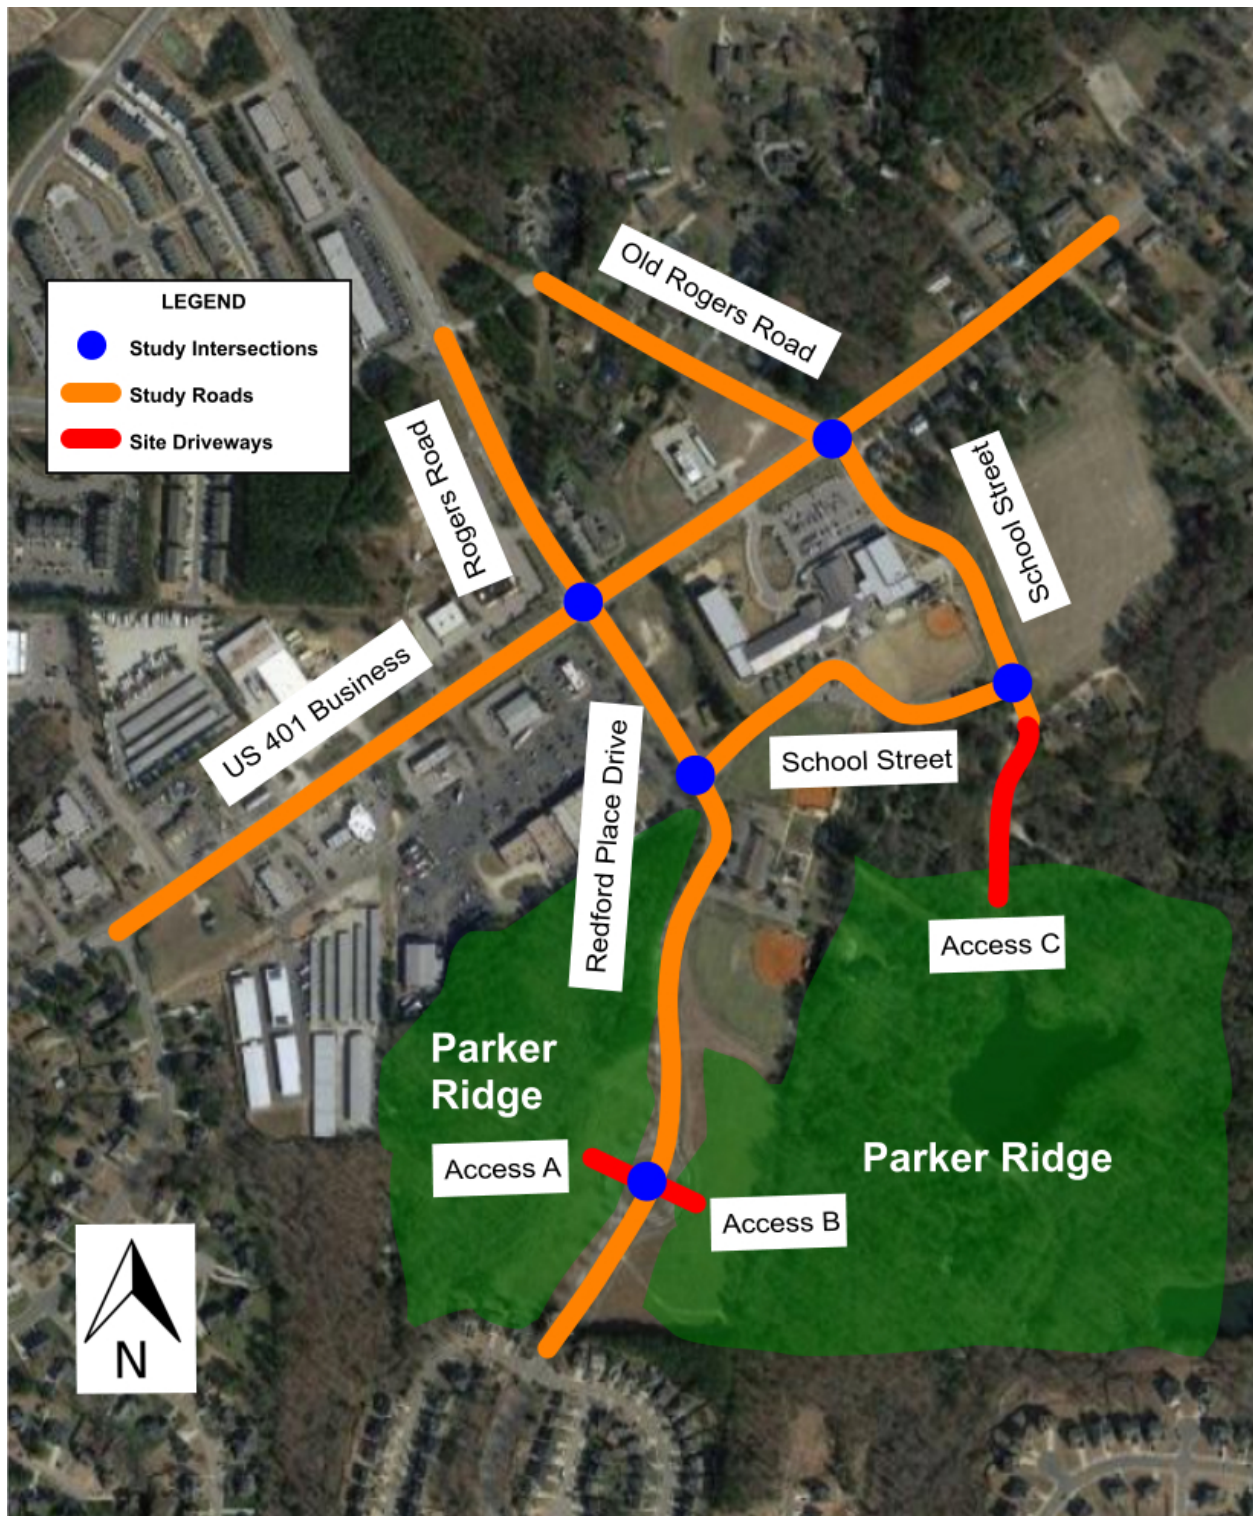 Old Rogers Road
LEGEND
Study Intersections
Study Roads
Site Driveways
Rogers Road
School Street
US 401 Business
Redford Place Drive
School Street
Access C
Parker
Ridge
Parker Ridge
Access A
Access B
N